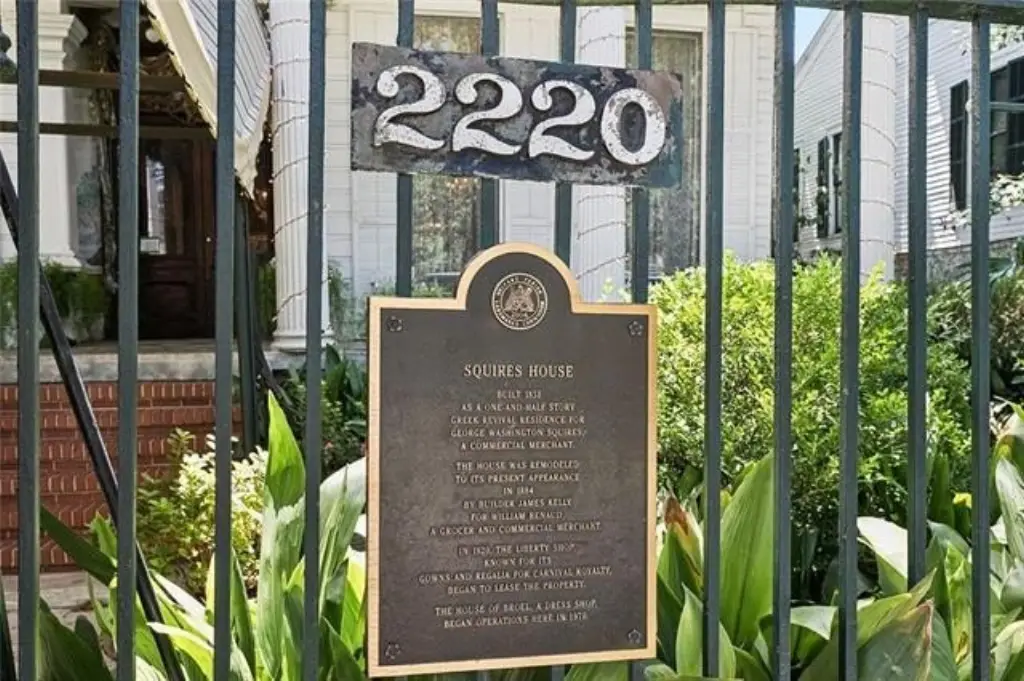 2220
SQUIRES HOUSE
BUILT 1852
AS A ONE-AND-HALF STORY
GREEK REVIVAL RESIDENCE FOR
GEORGE WASHINGTON SQUIRES,
A COMMERCIAL MERCHANT.
THE HOUSE WAS REMODELED
TO ITS PRESENT APPEARANCE
IN 1884
BY BUILDER JAMES KELLY
FOR WILLIAM RENAUD,
A GROCER AND COMMERCIAL MERCHANT.
IN 1929, THE LIBERTY SHOP,
KNOWN FOR ITS
GOWNS AND REGALIA FOR CARNIVAL ROYALTY,
BEGAN TO LEASE THE PROPERTY.
THE HOUSE OF BROEL, A DRESS SHOP,
BEGAN OPERATIONS HERE IN 1970.